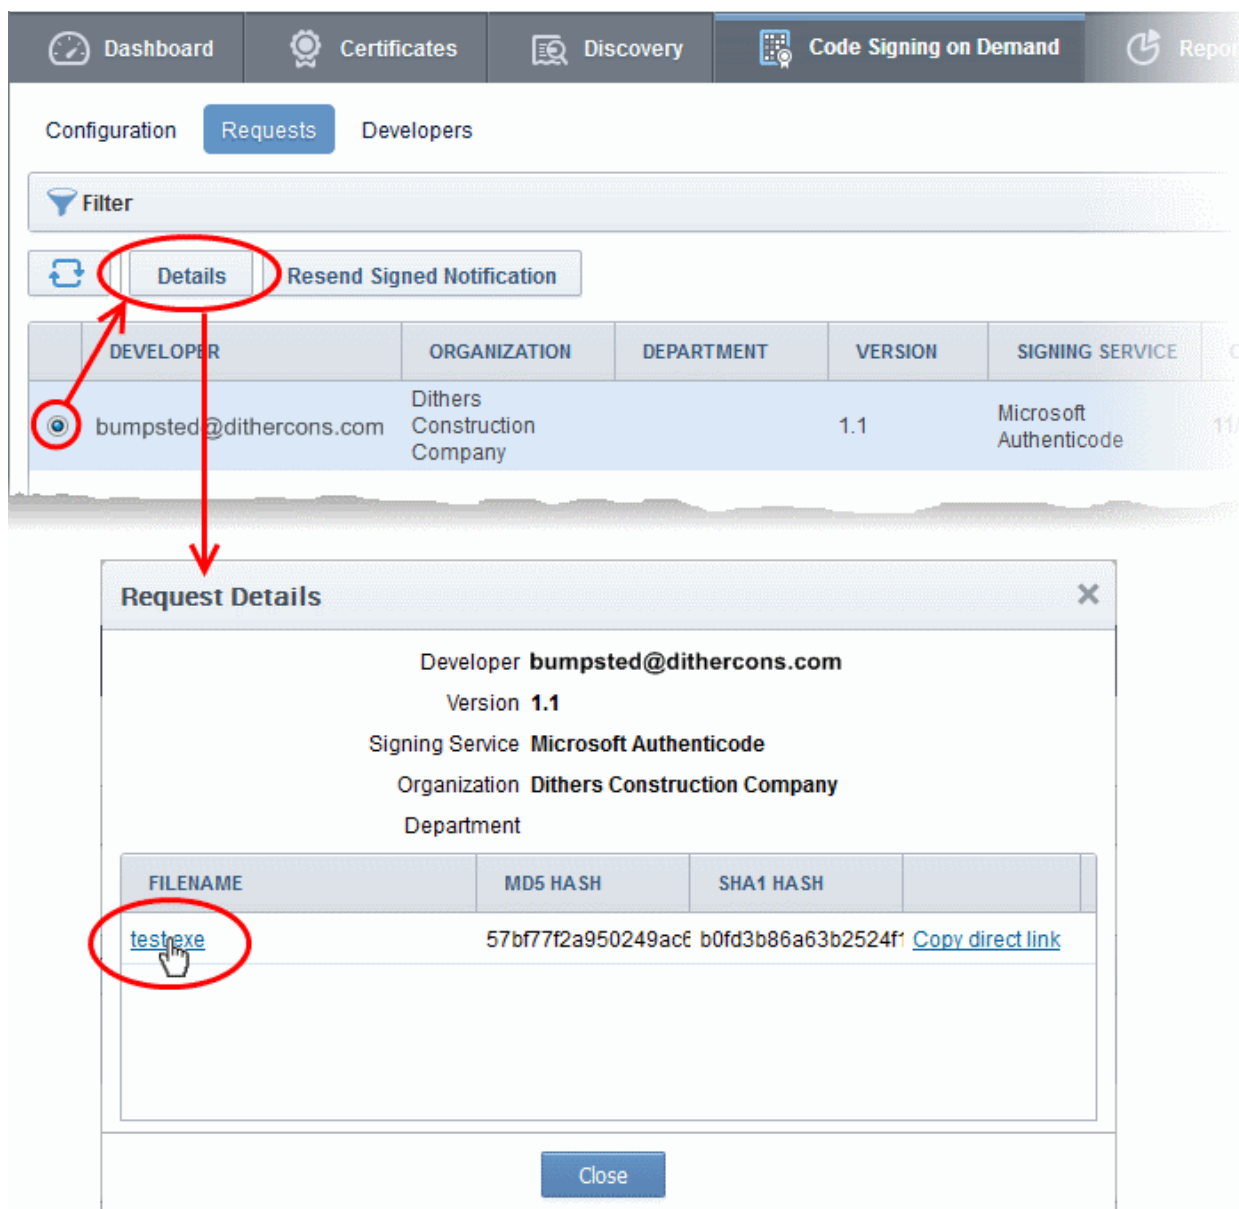 Dashboard Certificates Discovery Code Signing on Demand
Configuration Requests Developers
Filter
Details Resend Signed Notification
DEVELOPER ORGANIZATION DEPARTMENT VERSION SIGNING SERVICE
bumpsted@dithercons.com Dithers Construction Company 1.1 Microsoft Authenticode
Request Details
Developer bumpsted@dithercons.com
Version 1.1
Signing Service Microsoft Authenticode
Organization Dithers Construction Company
Department
FILENAME MD5 HASH SHA1 HASH
test.exe 57bf77f2a950249ac6 b0fd3b86a63b2524f1 Copy direct link
Close